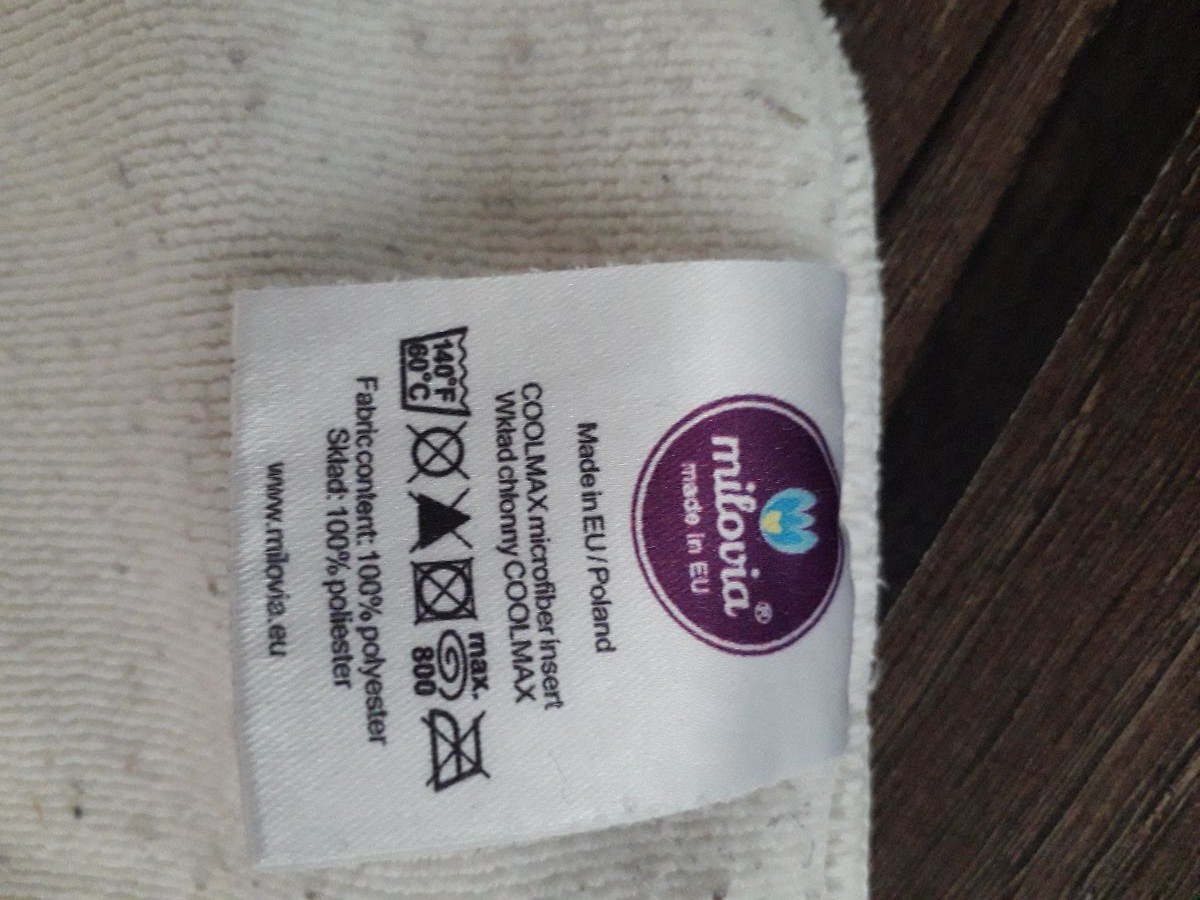 milovia®
made in EU
Made in EU / Poland
COOLMAX microfiber insert
Wkład chłonny COOLMAX
140°F
60°C
max.
800
Fabric content: 100% polyester
Skład: 100% poliester
www.milovia.eu